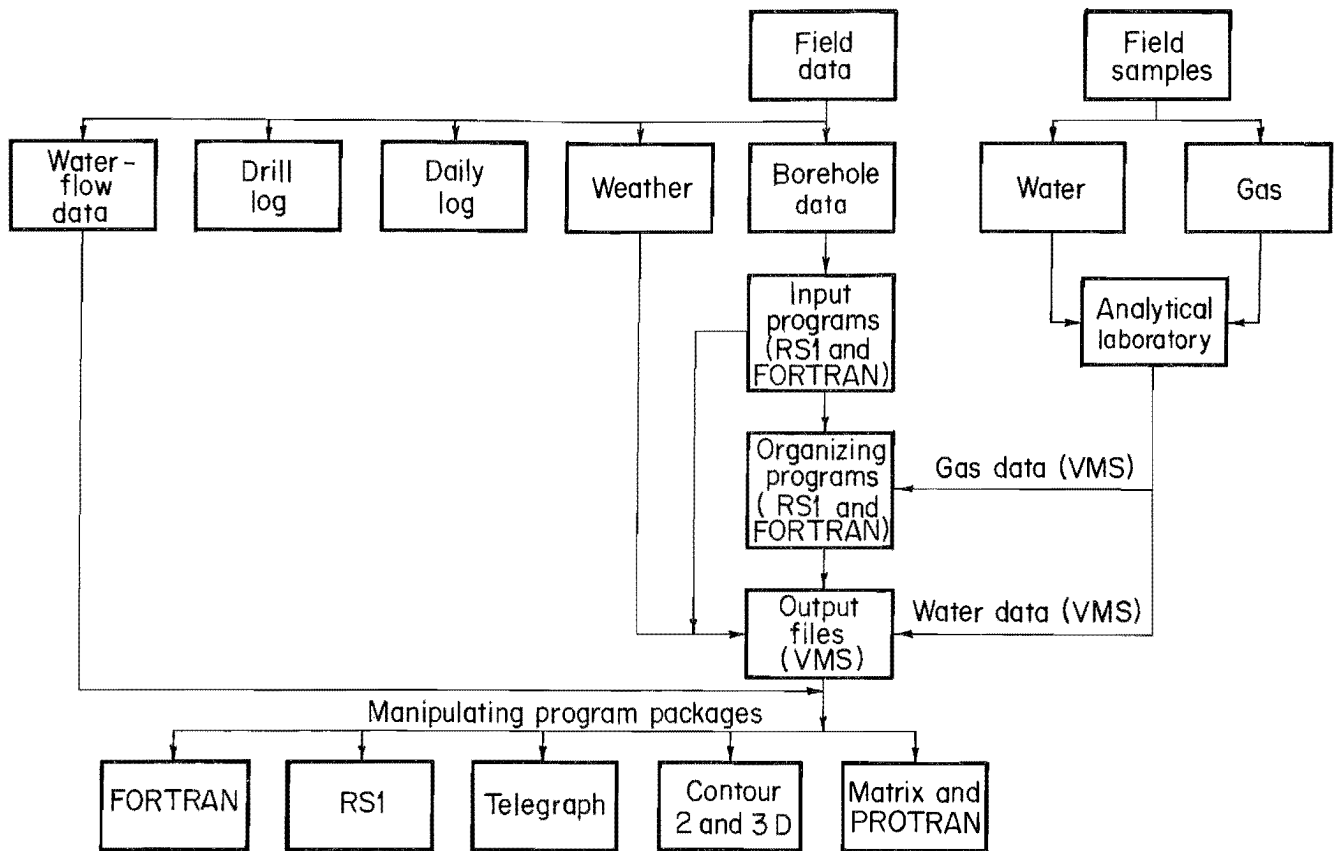 Field
data
Field
samples
Water-
flow
data
Drill
log
Daily
log
Weather
Borehole
data
Water
Gas
Input
programs
(RS1 and
FORTRAN)
Analytical
laboratory
Organizing
programs
( RS1 and
FORTRAN)
Gas data (VMS)
Output
files
(VMS)
Water data (VMS)
Manipulating program packages
FORTRAN
RS1
Telegraph
Contour
2 and 3 D
Matrix and
PROTRAN